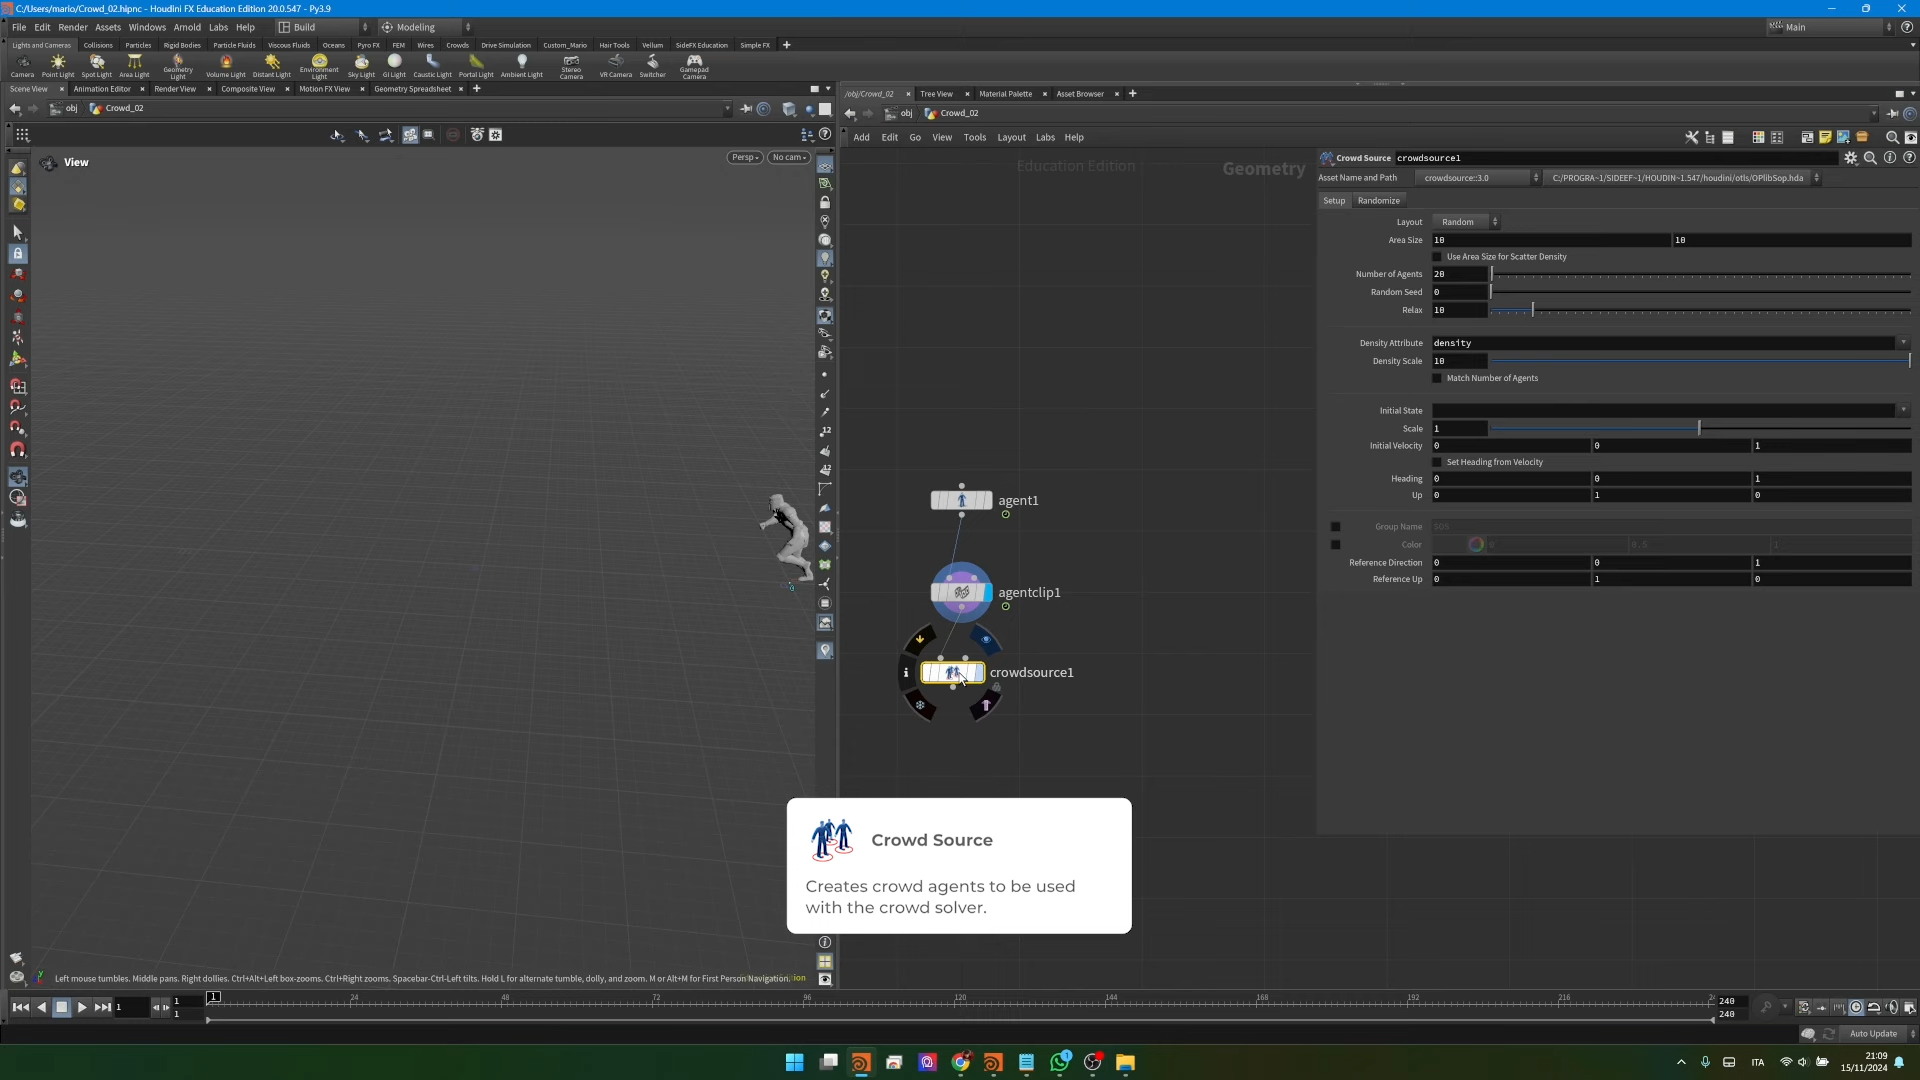 C:/Users/mario/Crowd_02.hipnc - Houdini FX Education Edition 20.0.547 - Py3.9
File Edit Render Assets Windows Arnold Labs Help Build Modeling Main
Lights and Cameras Collisions Particles Rigid Bodies Particle Fluids Viscous Fluids Oceans Pyro FX FEM Wires Crowds Drive Simulation Custom_Mario Hair Tools Vellum SideFX Education Simple FX
Camera Point Light Spot Light Area Light Geometry Light Volume Light Distant Light Environment Light Sky Light GI Light Caustic Light Portal Light Ambient Light Stereo Camera VR Camera Switcher Gamepad Camera
Scene View Animation Editor Render View Composite View Motion FX View Geometry Spreadsheet
/obj/Crowd_02 Tree View Material Palette Asset Browser
obj Crowd_02
obj Crowd_02
Add Edit Go View Tools Layout Labs Help
View
Persp No cam
Education Edition
Geometry
Crowd Source crowdsource1
Asset Name and Path crowdsource::3.0 C:/PROGRA~1/SIDEEF~1/HOUDIN~1.547/houdini/otls/OPlibSop.hda
Setup Randomize
Layout Random
Area Size 10 10
Use Area Size for Scatter Density
Number of Agents 20
Random Seed 0
Relax 10
Density Attribute density
Density Scale 10
Match Number of Agents
Initial State
Scale 1
Initial Velocity 0 0 1
Set Heading from Velocity
Heading 0 0 1
Up 0 1 0
Group Name
Color 0 0.5 1
Reference Direction 0 0 1
Reference Up 0 1 0
12
12
agent1
agentclip1
crowdsource1
Crowd Source
Creates crowd agents to be used
with the crowd solver.
Left mouse tumbles. Middle pans. Right dollies. Ctrl+Alt+Left box-zooms. Ctrl+Right zooms. Spacebar-Ctrl-Left tilts. Hold L for alternate tumble, dolly, and zoom. M or Alt+M for First Person Navigation.
1 1 1 1 24 48 72 96 120 144 168 192 216 240 240
Auto Update
ITA 21:09
15/11/2024